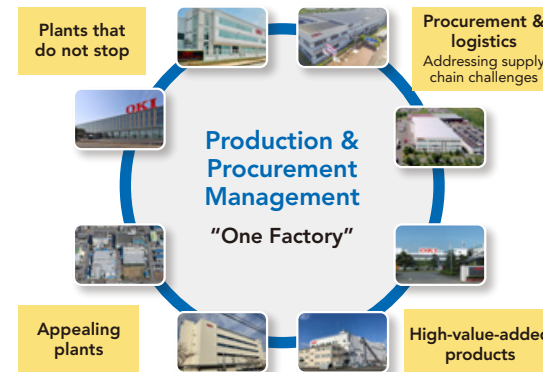 Plants that
do not stop
Procurement &
logistics
Addressing supply
chain challenges
OKI
Production &
Procurement
Management
“One Factory”
Appealing
plants
High-value-added
products